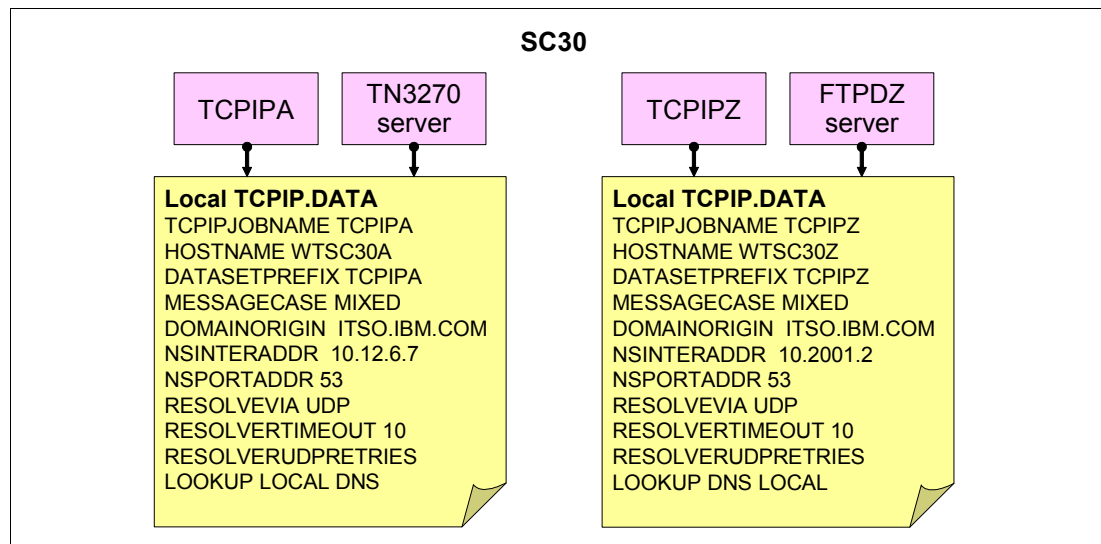 SC30
TCPIPA
TN3270
server
TCPIPZ
FTPDZ
server
Local TCPIP.DATA
TCPIPJOBNAME TCPIPA
HOSTNAME WTSC30A
DATASETPREFIX TCPIPA
MESSAGECASE MIXED
DOMAINORIGIN  ITSO.IBM.COM
NSINTERADDR  10.12.6.7
NSPORTADDR 53
RESOLVEVIA UDP
RESOLVERTIMEOUT 10
RESOLVERUDPRETRIES
LOOKUP LOCAL DNS
Local TCPIP.DATA
TCPIPJOBNAME TCPIPZ
HOSTNAME WTSC30Z
DATASETPREFIX TCPIPZ
MESSAGECASE MIXED
DOMAINORIGIN  ITSO.IBM.COM
NSINTERADDR  10.2001.2
NSPORTADDR 53
RESOLVEVIA UDP
RESOLVERTIMEOUT 10
RESOLVERUDPRETRIES
LOOKUP DNS LOCAL